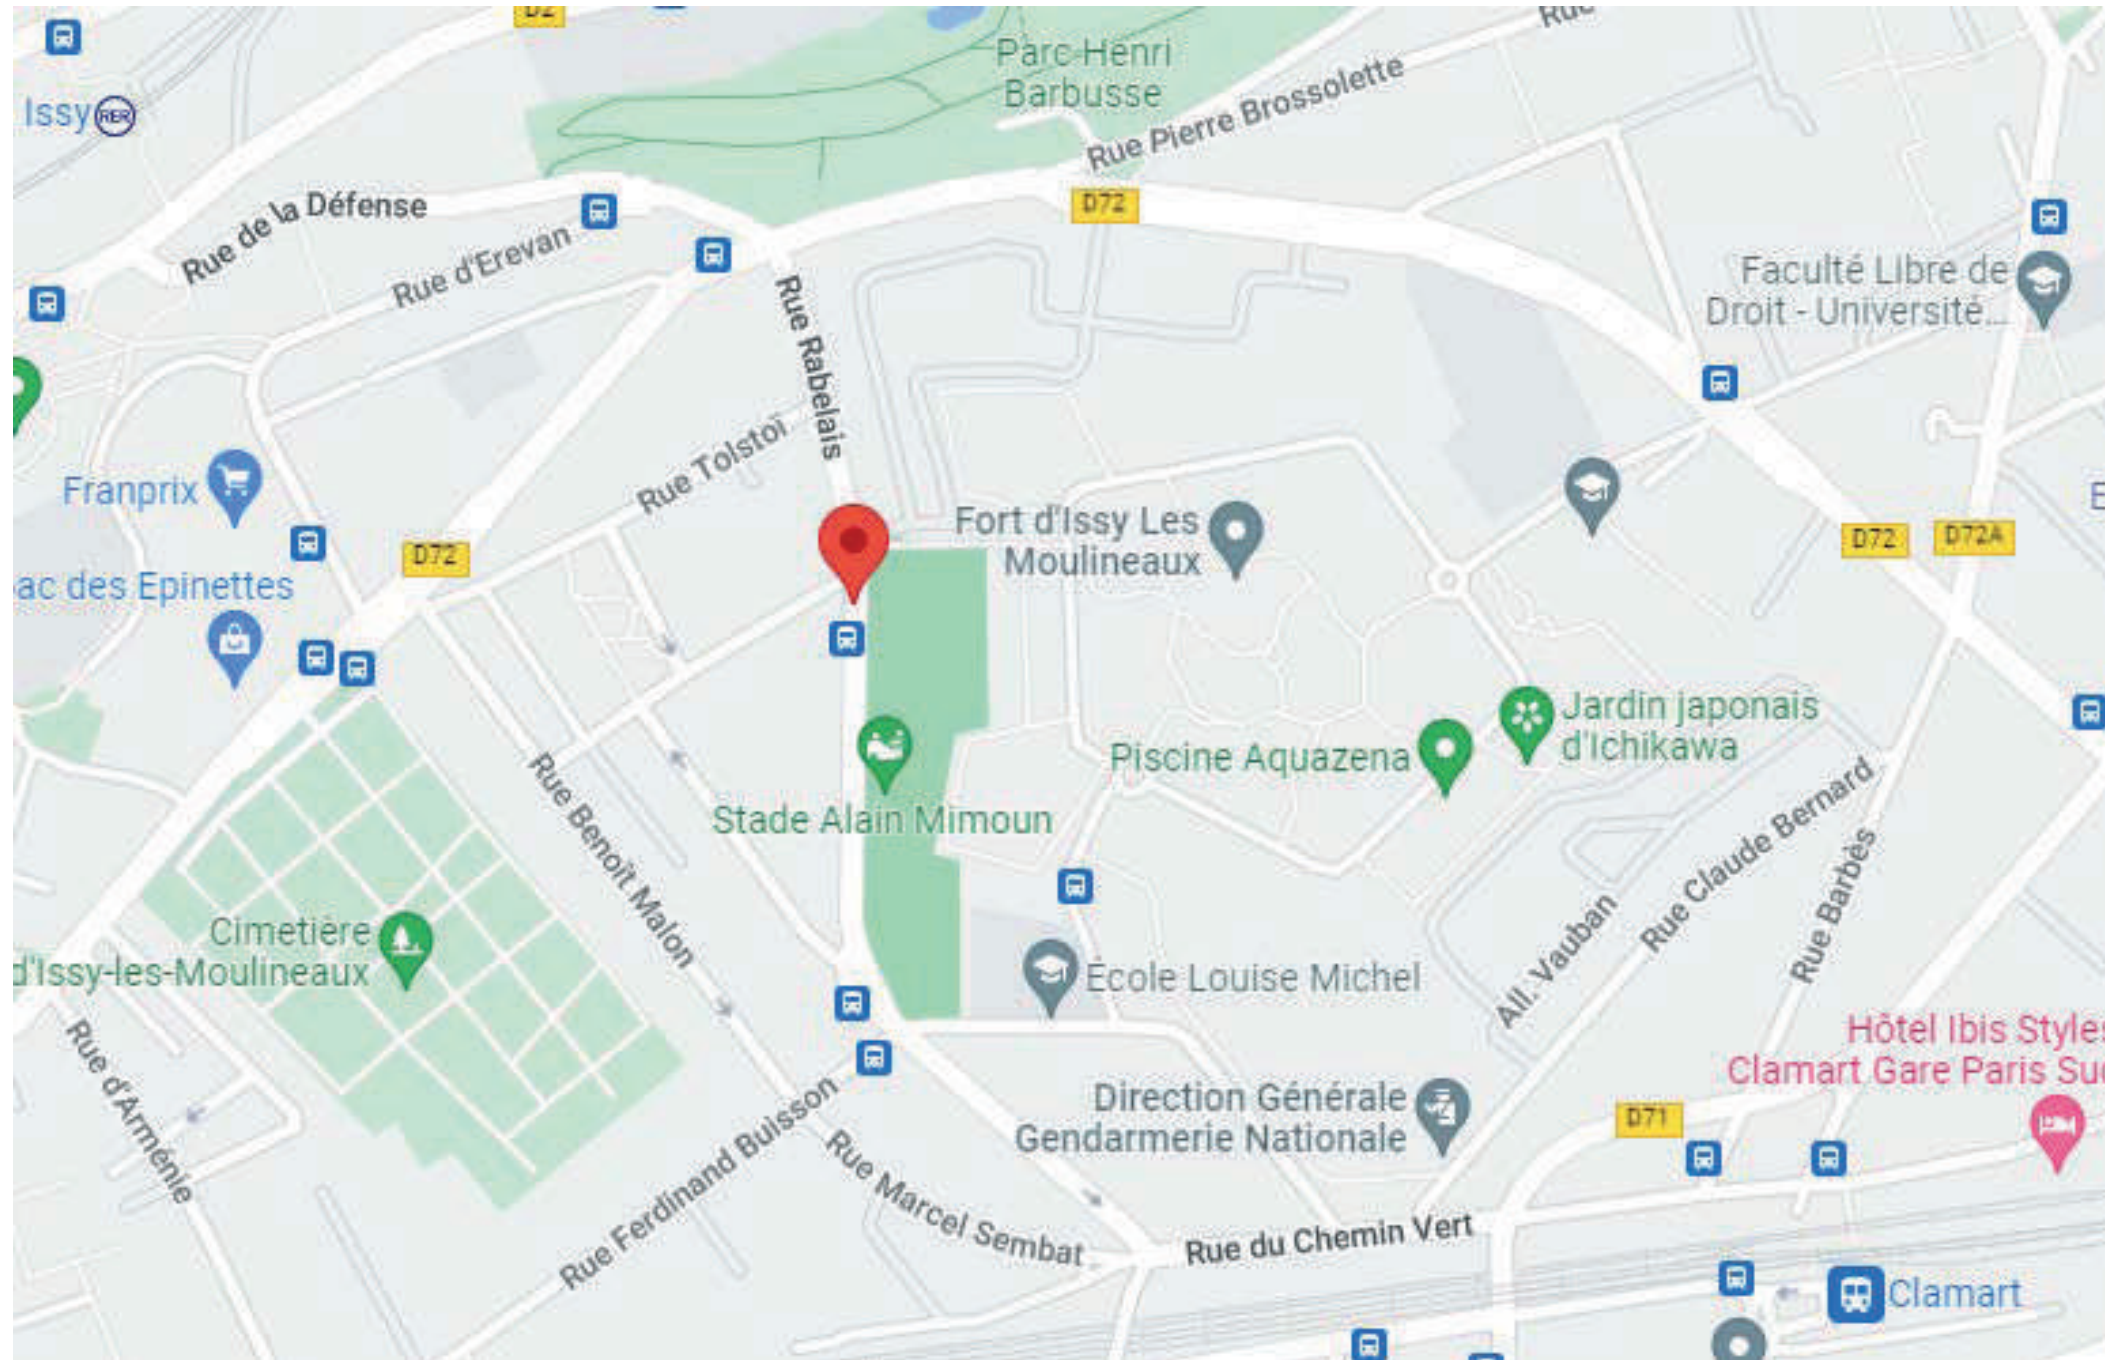 D2
Rue
Parc Henri
Barbusse
Issy
RER
Rue Pierre Brossolette
Rue de la Défense
D72
Rue d'Erevan
Faculté Libre de
Droit - Université...
Rue Rabelais
Rue Tolstoï
Franprix
Fort d'Issy Les
Moulineaux
D72
D72
D72A
ac des Epinettes
Jardin japonais
d'Ichikawa
Piscine Aquazena
Stade Alain Mimoun
Rue Benoît Malon
Rue Claude Bernard
Rue Barbès
All. Vauban
Cimetière
d'Issy-les-Moulineaux
École Louise Michel
Rue d'Arménie
Hôtel Ibis Styles
Clamart Gare Paris Sud
Direction Générale
Gendarmerie Nationale
D71
Rue Ferdinand Buisson
Rue Marcel Sembat
Rue du Chemin Vert
Clamart